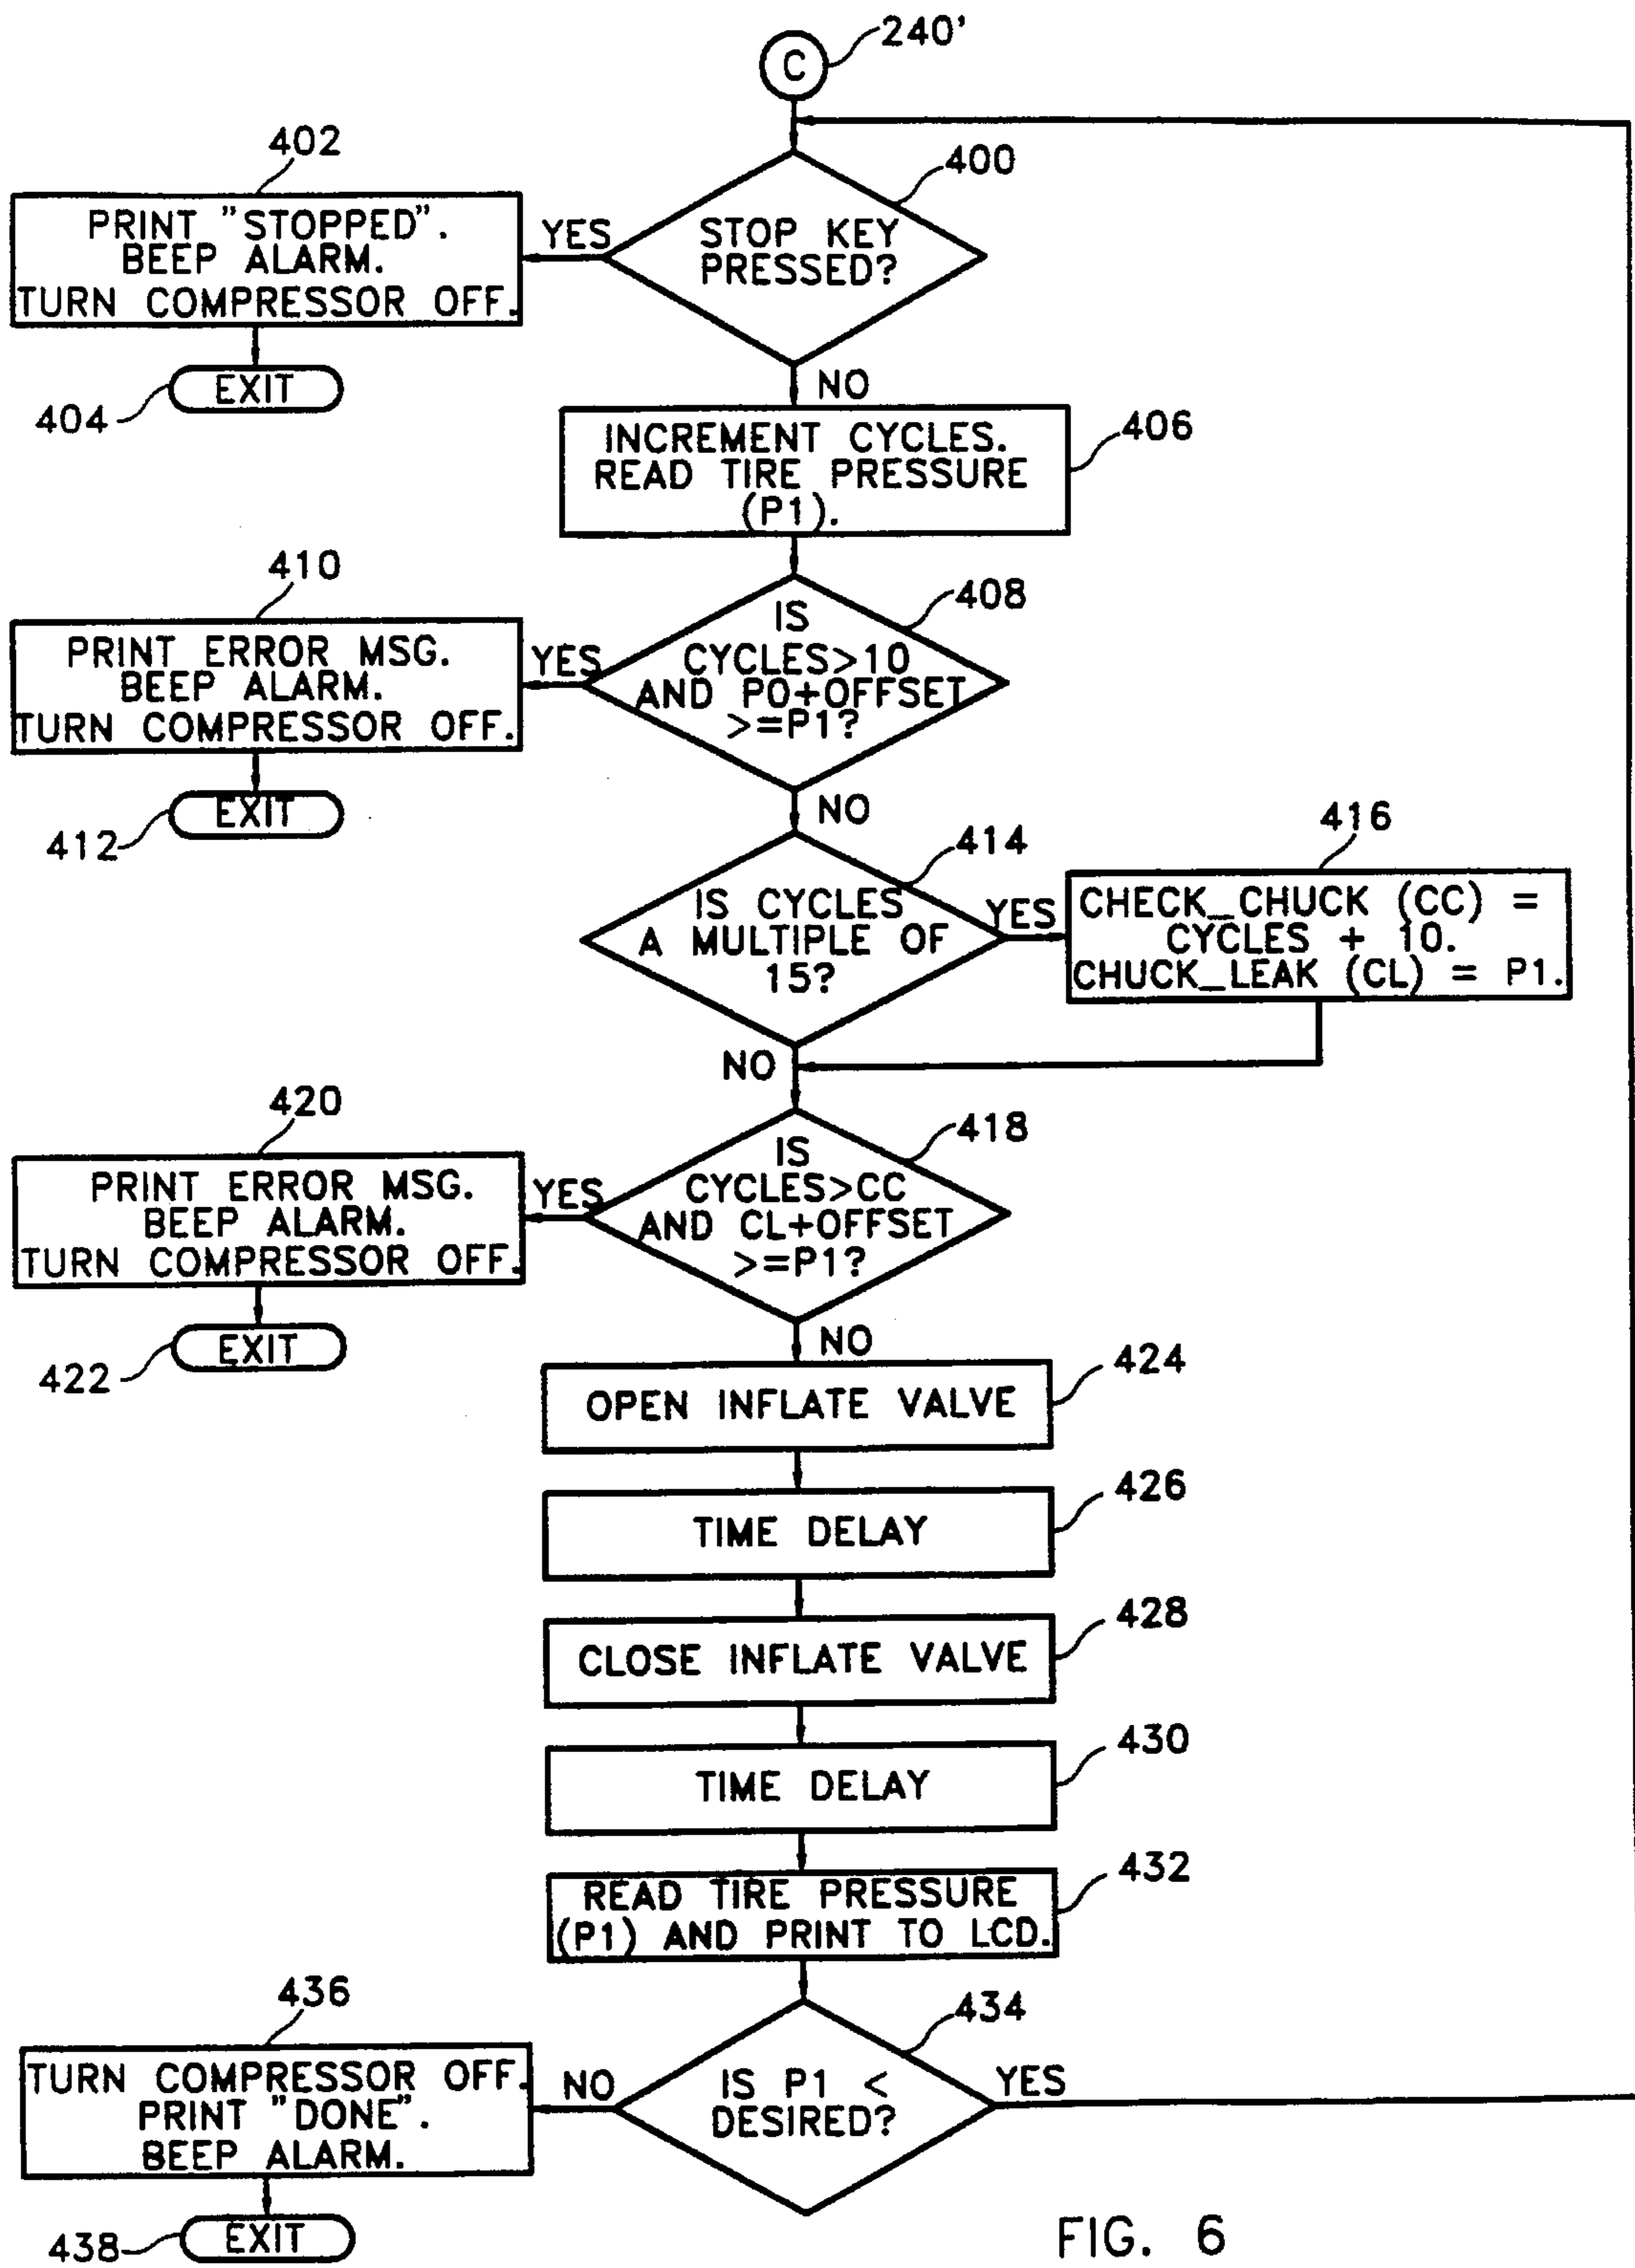 240'
C
402
400
PRINT "STOPPED".
BEEP ALARM.
TURN COMPRESSOR OFF.
YES
STOP KEY
PRESSED?
EXIT
404
NO
INCREMENT CYCLES.
READ TIRE PRESSURE
(P1).
406
410
408
PRINT ERROR MSG.
BEEP ALARM.
TURN COMPRESSOR OFF.
YES
IS
CYCLES>10
AND PO+OFFSET
>=P1?
EXIT
412
NO
414
416
IS CYCLES
A MULTIPLE OF
15?
YES
CHECK_CHUCK (CC) =
CYCLES + 10.
CHUCK_LEAK (CL) = P1.
NO
420
418
PRINT ERROR MSG.
BEEP ALARM.
TURN COMPRESSOR OFF.
YES
IS
CYCLES>CC
AND CL+OFFSET
>=P1?
EXIT
422
NO
424
OPEN INFLATE VALVE
426
TIME DELAY
428
CLOSE INFLATE VALVE
430
TIME DELAY
432
READ TIRE PRESSURE
(P1) AND PRINT TO LCD.
436
434
TURN COMPRESSOR OFF.
PRINT "DONE".
BEEP ALARM.
NO
IS P1 <
DESIRED?
YES
EXIT
438
FIG. 6